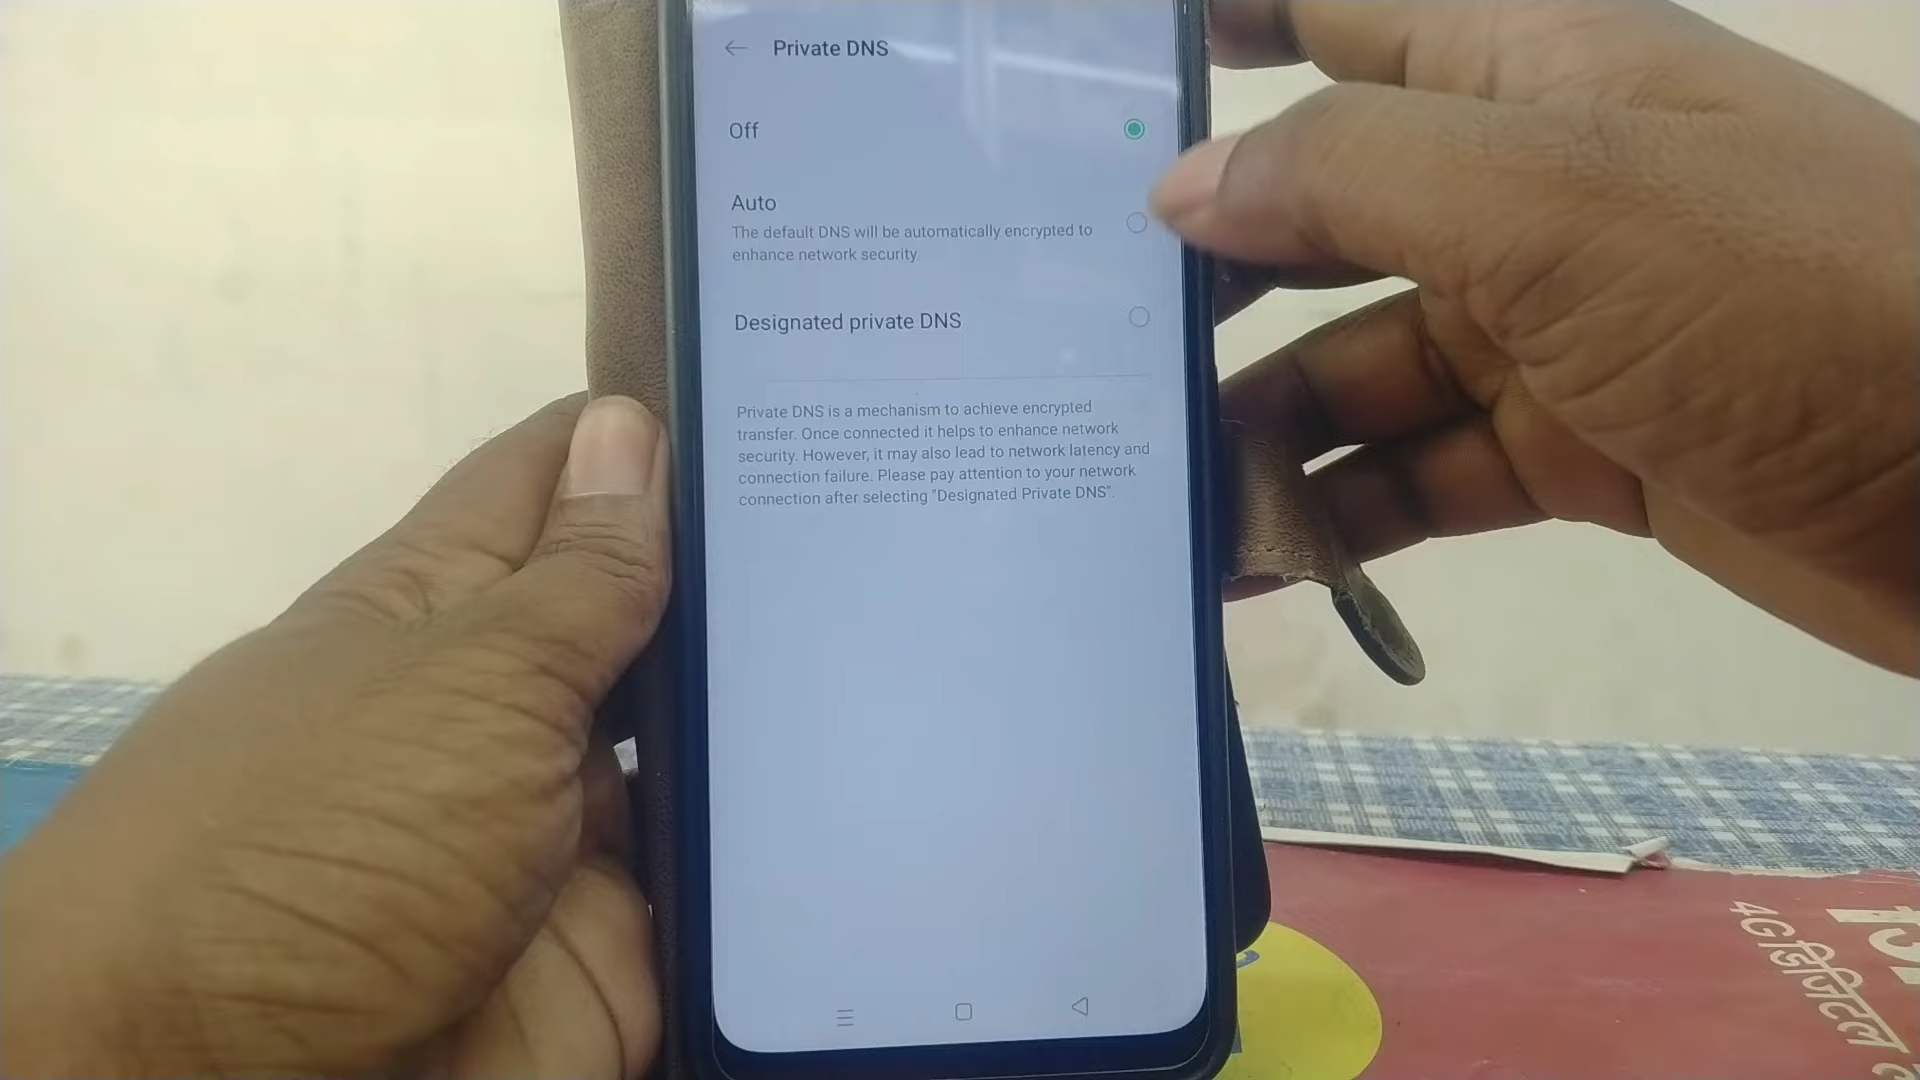 Private DNS
Off
Auto
The default DNS will be automatically encrypted to
enhance network security.
Designated private DNS
Private DNS is a mechanism to achieve encrypted
transfer. Once connected it helps to enhance network
security. However, it may also lead to network latency and
connection failure. Please pay attention to your network
connection after selecting "Designated Private DNS".
4G डिजिटल